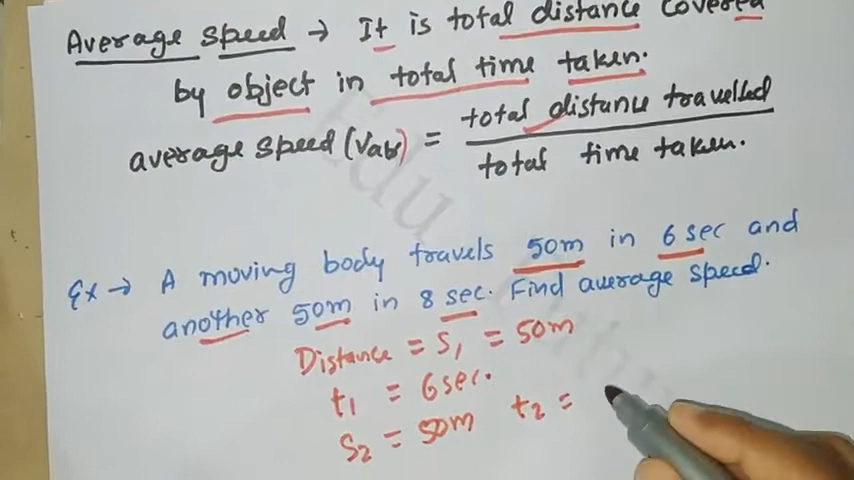 Average speed → It is total distance covered
by object in total time taken.
average speed (Vav) = total distance travelled
total time taken.
Ex → A moving body travels 50m in 6 sec and
another 50m in 8 sec. Find average speed.
Distance = S1 = 50m
t1 = 6sec.
S2 = 50m t2 =
Edu